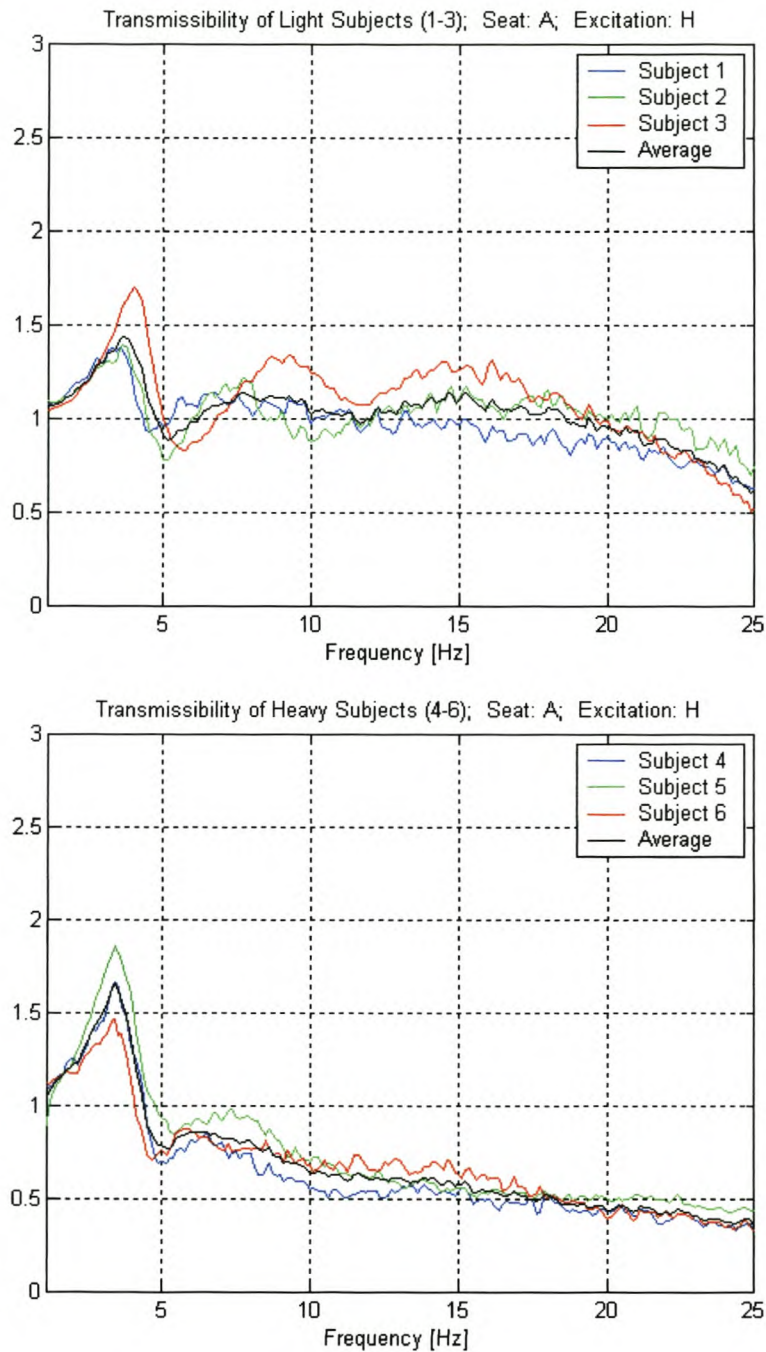 Transmissibility of Light Subjects (1-3); Seat: A; Excitation: H
3
2.5
2
1.5
1
0.5
0
Subject 1
Subject 2
Subject 3
Average
5
10
15
20
25
Frequency [Hz]
Transmissibility of Heavy Subjects (4-6); Seat: A; Excitation: H
3
2.5
2
1.5
1
0.5
0
Subject 4
Subject 5
Subject 6
Average
5
10
15
20
25
Frequency [Hz]